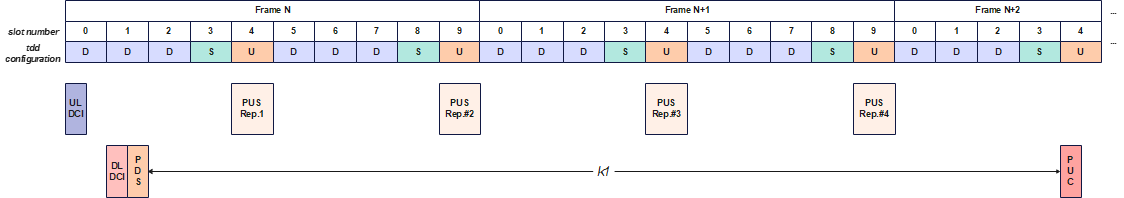 Frame N Frame N+1 Frame N+2 ...
slot number 0 1 2 3 4 5 6 7 8 9 0 1 2 3 4 5 6 7 8 9 0 1 2 3 4
tdd configuration D D D S U D D D S U D D D S U D D D S U D D D S U ...
UL DCI
PUS Rep.1
PUS Rep.#2
PUS Rep.#3
PUS Rep.#4
DL DCI
P D S
k1
P U C